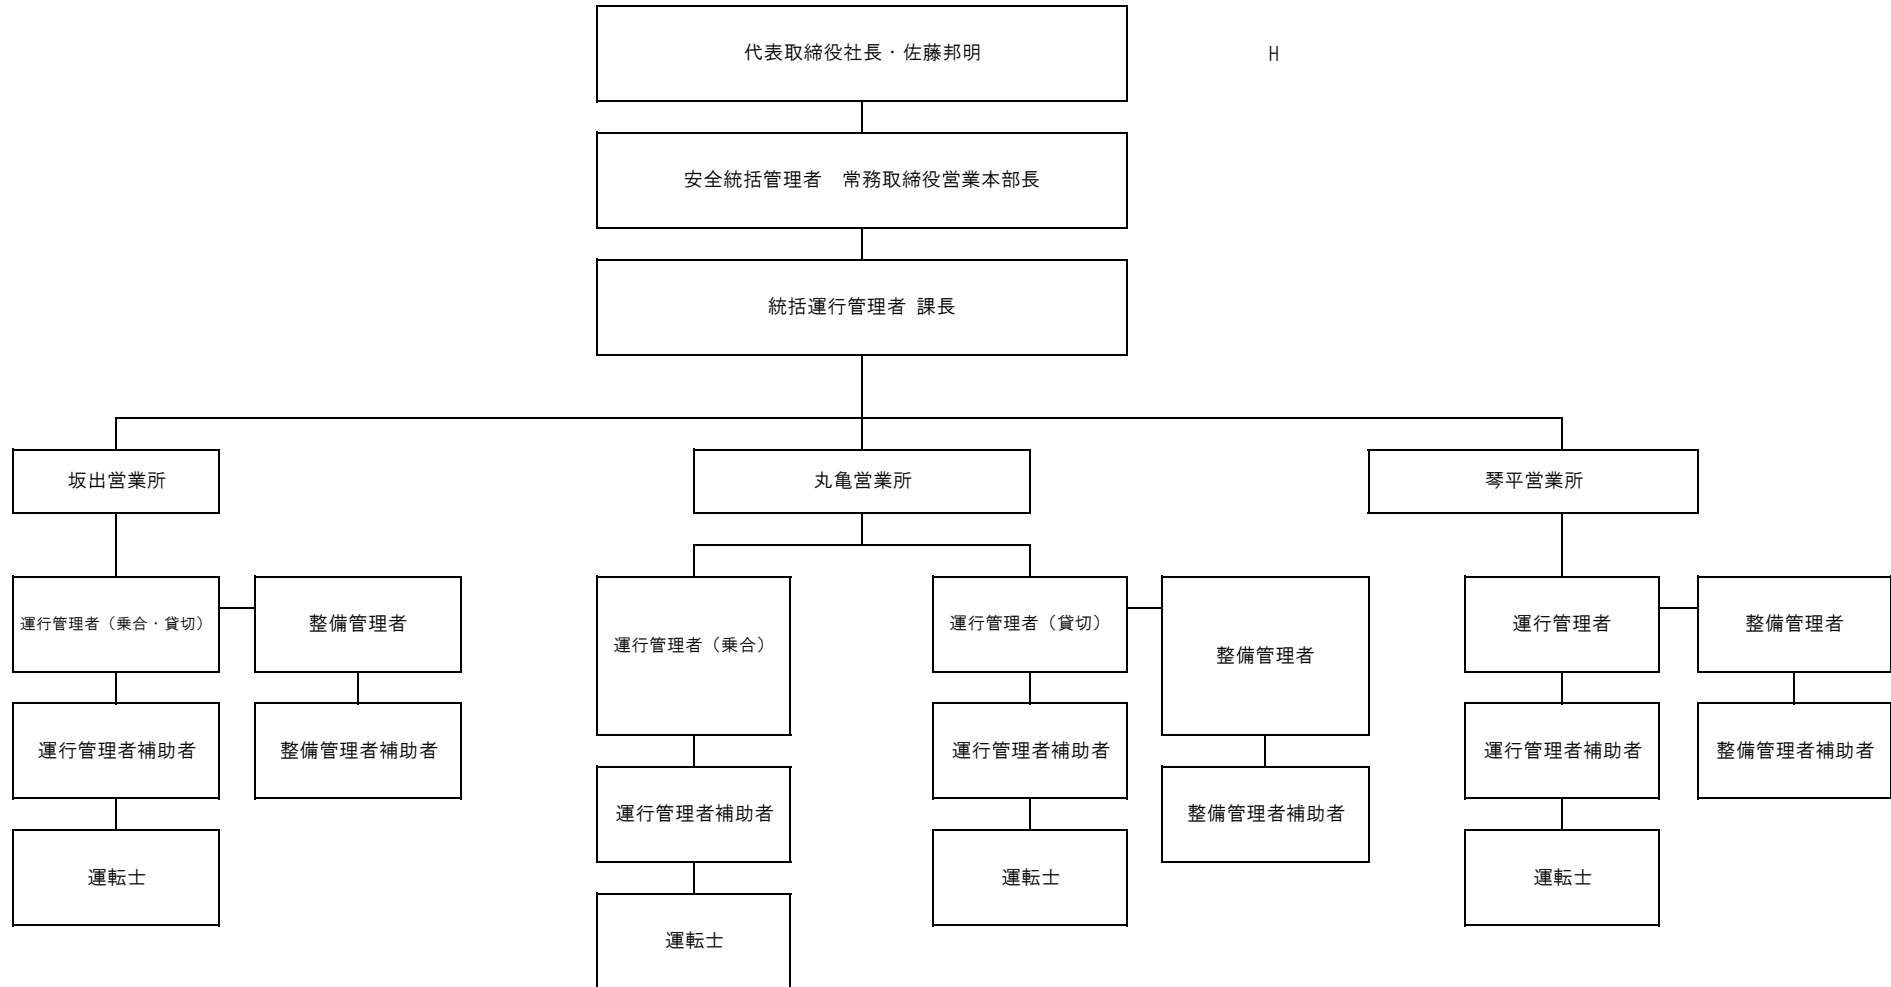 代表取締役社長・佐藤邦明
H
安全統括管理者　常務取締役営業本部長
統括運行管理者 課長
坂出営業所
丸亀営業所
琴平営業所
運行管理者（乗合・貸切）
整備管理者
運行管理者（乗合）
運行管理者（貸切）
整備管理者
運行管理者
整備管理者
運行管理者補助者
整備管理者補助者
運行管理者補助者
運行管理者補助者
整備管理者補助者
運行管理者補助者
整備管理者補助者
運転士
運転士
運転士
運転士